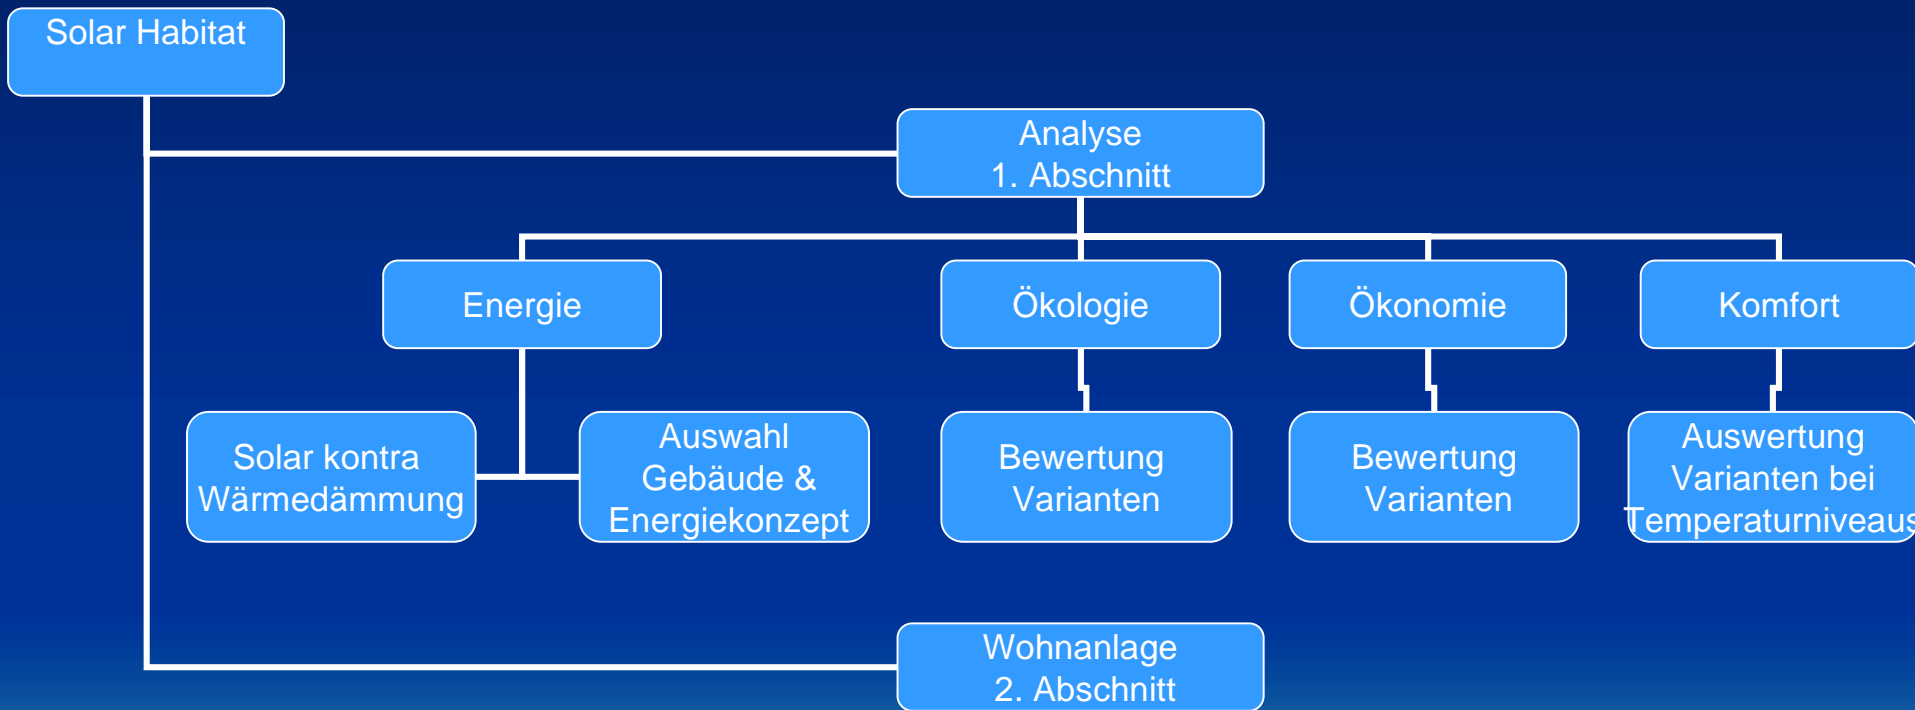 Solar Habitat
Analyse
1. Abschnitt
Energie
Ökologie
Ökonomie
Komfort
Solar kontra
Wärmedämmung
Auswahl
Gebäude &
Energiekonzept
Bewertung
Varianten
Bewertung
Varianten
Auswertung
Varianten bei
Temperaturniveaus
Wohnanlage
2. Abschnitt